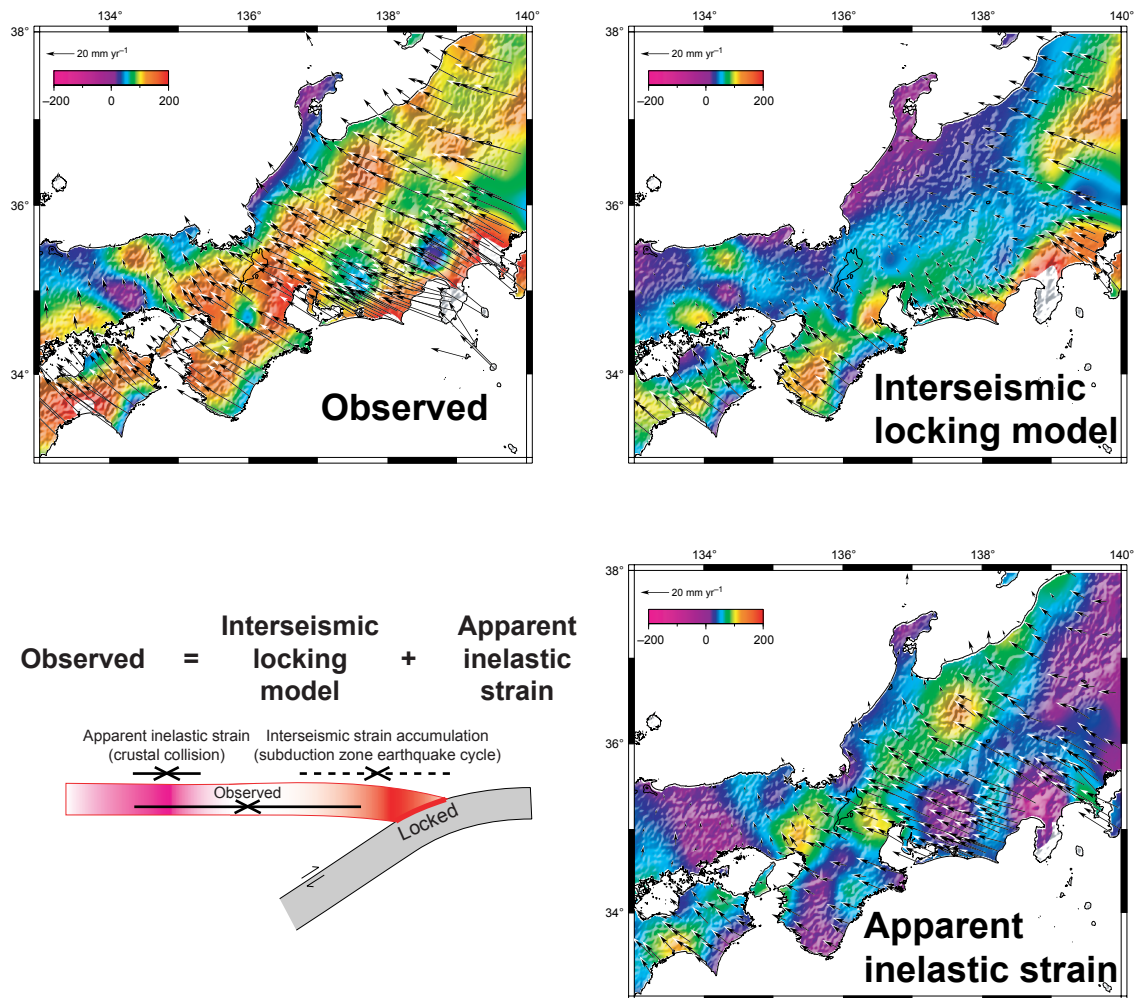 134° 136° 138° 140°
38°
20 mm yr⁻¹
–200 0 200
36°
34°
Observed
134° 136° 138° 140°
38°
20 mm yr⁻¹
–200 0 200
36°
34°
Interseismic
locking model
Observed = Interseismic locking model + Apparent inelastic strain
Apparent inelastic strain
(crustal collision)
Interseismic strain accumulation
(subduction zone earthquake cycle)
Observed
Locked
134° 136° 138° 140°
38°
20 mm yr⁻¹
–200 0 200
36°
34°
Apparent
inelastic strain